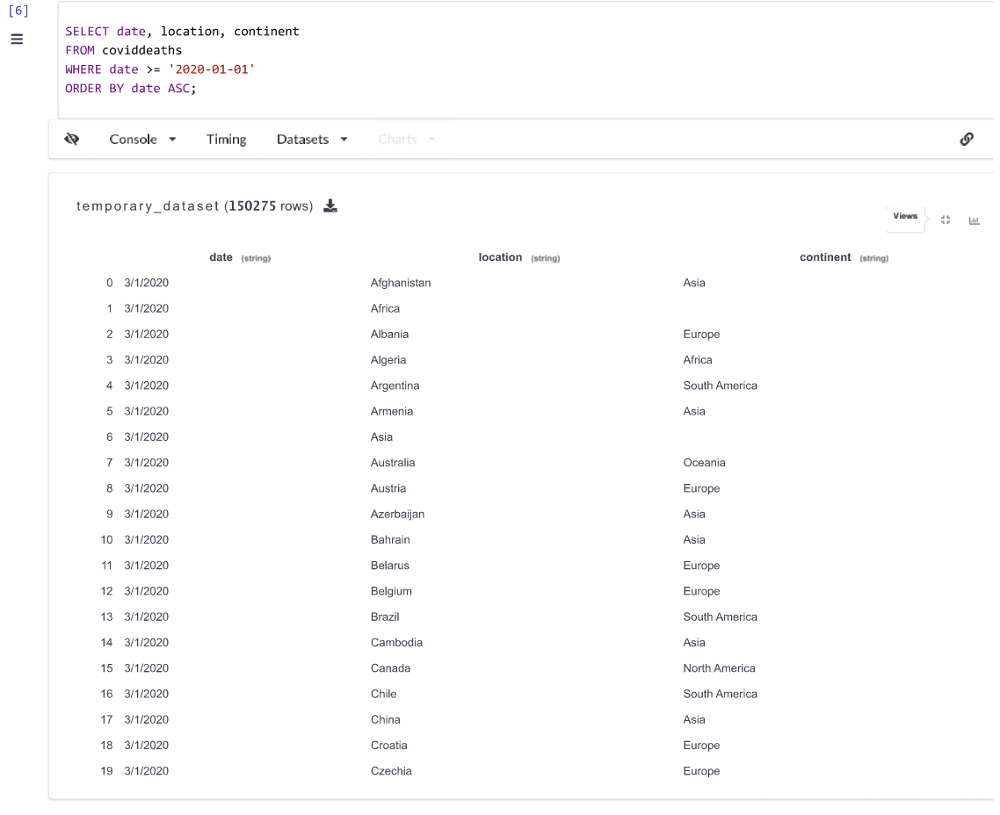 [6]
SELECT date, location, continent
FROM coviddeaths
WHERE date >= '2020-01-01'
ORDER BY date ASC;
Console Timing Datasets Charts
temporary_dataset (150275 rows)
Views
date (string) location (string) continent (string)
0 3/1/2020 Afghanistan Asia
1 3/1/2020 Africa
2 3/1/2020 Albania Europe
3 3/1/2020 Algeria Africa
4 3/1/2020 Argentina South America
5 3/1/2020 Armenia Asia
6 3/1/2020 Asia
7 3/1/2020 Australia Oceania
8 3/1/2020 Austria Europe
9 3/1/2020 Azerbaijan Asia
10 3/1/2020 Bahrain Asia
11 3/1/2020 Belarus Europe
12 3/1/2020 Belgium Europe
13 3/1/2020 Brazil South America
14 3/1/2020 Cambodia Asia
15 3/1/2020 Canada North America
16 3/1/2020 Chile South America
17 3/1/2020 China Asia
18 3/1/2020 Croatia Europe
19 3/1/2020 Czechia Europe